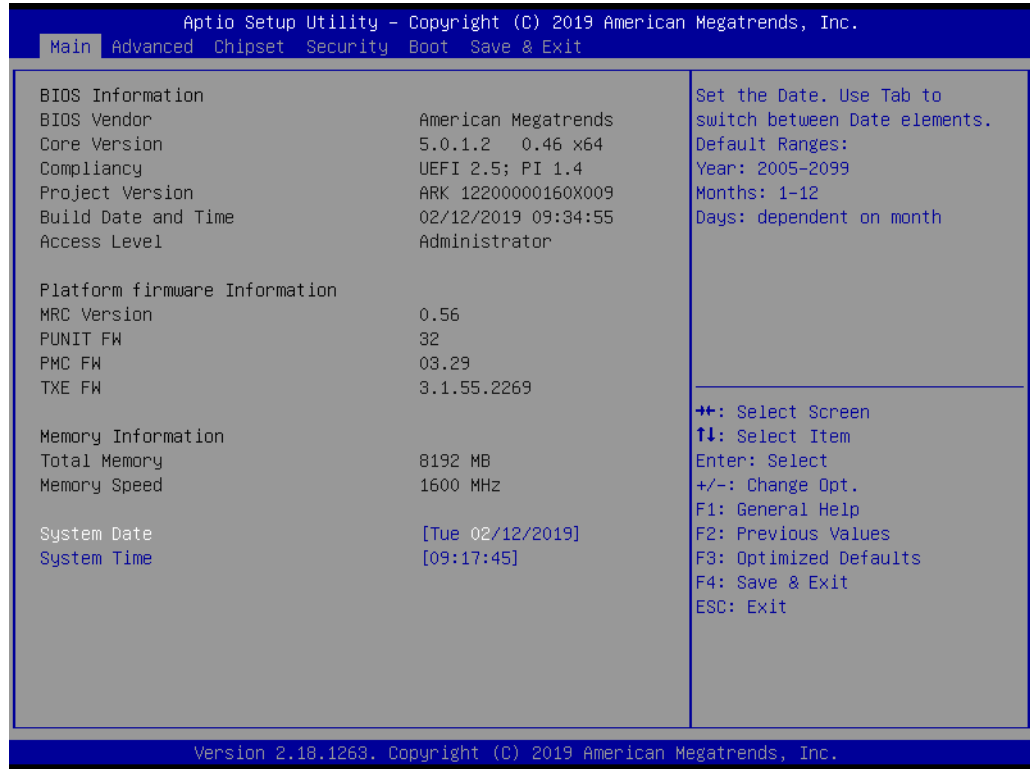 Aptio Setup Utility – Copyright (C) 2019 American Megatrends, Inc.
Main Advanced Chipset Security Boot Save & Exit
BIOS Information
BIOS Vendor American Megatrends
Core Version 5.0.1.2 0.46 x64
Compliancy UEFI 2.5; PI 1.4
Project Version ARK 12200000160X009
Build Date and Time 02/12/2019 09:34:55
Access Level Administrator
Platform firmware Information
MRC Version 0.56
PUNIT FW 32
PMC FW 03.29
TXE FW 3.1.55.2269
Memory Information
Total Memory 8192 MB
Memory Speed 1600 MHz
System Date [Tue 02/12/2019]
System Time [09:17:45]
Set the Date. Use Tab to
switch between Date elements.
Default Ranges:
Year: 2005-2099
Months: 1-12
Days: dependent on month
→←: Select Screen
↑↓: Select Item
Enter: Select
+/-: Change Opt.
F1: General Help
F2: Previous Values
F3: Optimized Defaults
F4: Save & Exit
ESC: Exit
Version 2.18.1263. Copyright (C) 2019 American Megatrends, Inc.